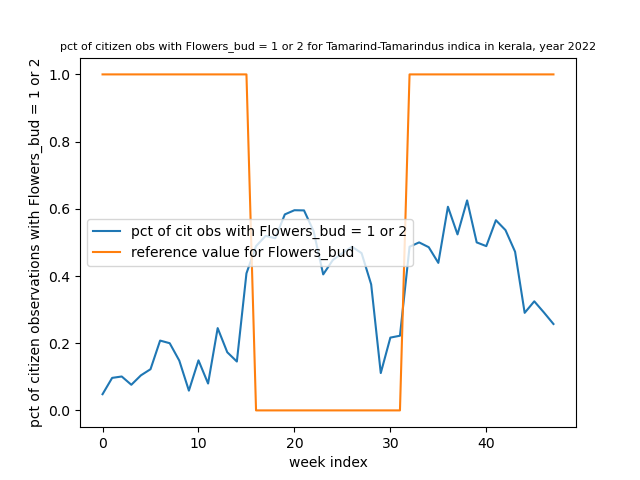 pct of citizen obs with Flowers_bud = 1 or 2 for Tamarind-Tamarindus indica in kerala, year 2022
pct of citizen observations with Flowers_bud = 1 or 2
1.0
0.8
0.6
0.4
0.2
0.0
pct of cit obs with Flowers_bud = 1 or 2
reference value for Flowers_bud
0 10 20 30 40
week index